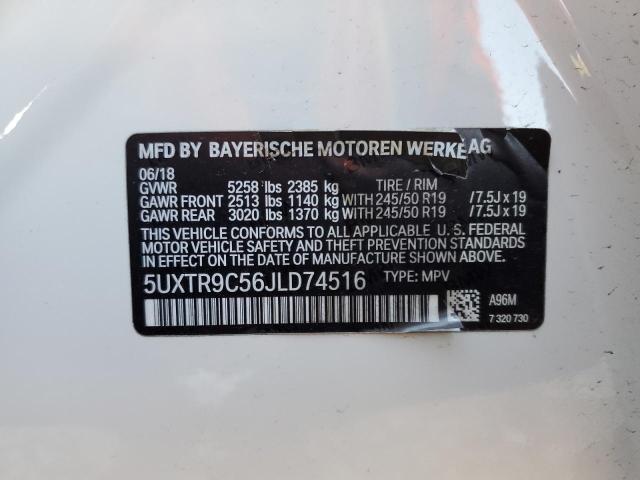 MFD BY BAYERISCHE MOTOREN WERKE AG
06/18 TIRE / RIM
GVWR 5258 lbs 2385 kg
GAWR FRONT 2513 lbs 1140 kg WITH 245/50 R19 /7.5J x 19
GAWR REAR 3020 lbs 1370 kg WITH 245/50 R19 /7.5J x 19
THIS VEHICLE CONFORMS TO ALL APPLICABLE U. S. FEDERAL
MOTOR VEHICLE SAFETY AND THEFT PREVENTION STANDARDS
IN EFFECT ON THE DATE OF MANUFACTURE SHOWN ABOVE.
5UXTR9C56JLD74516 TYPE: MPV
A96M
7 320 730